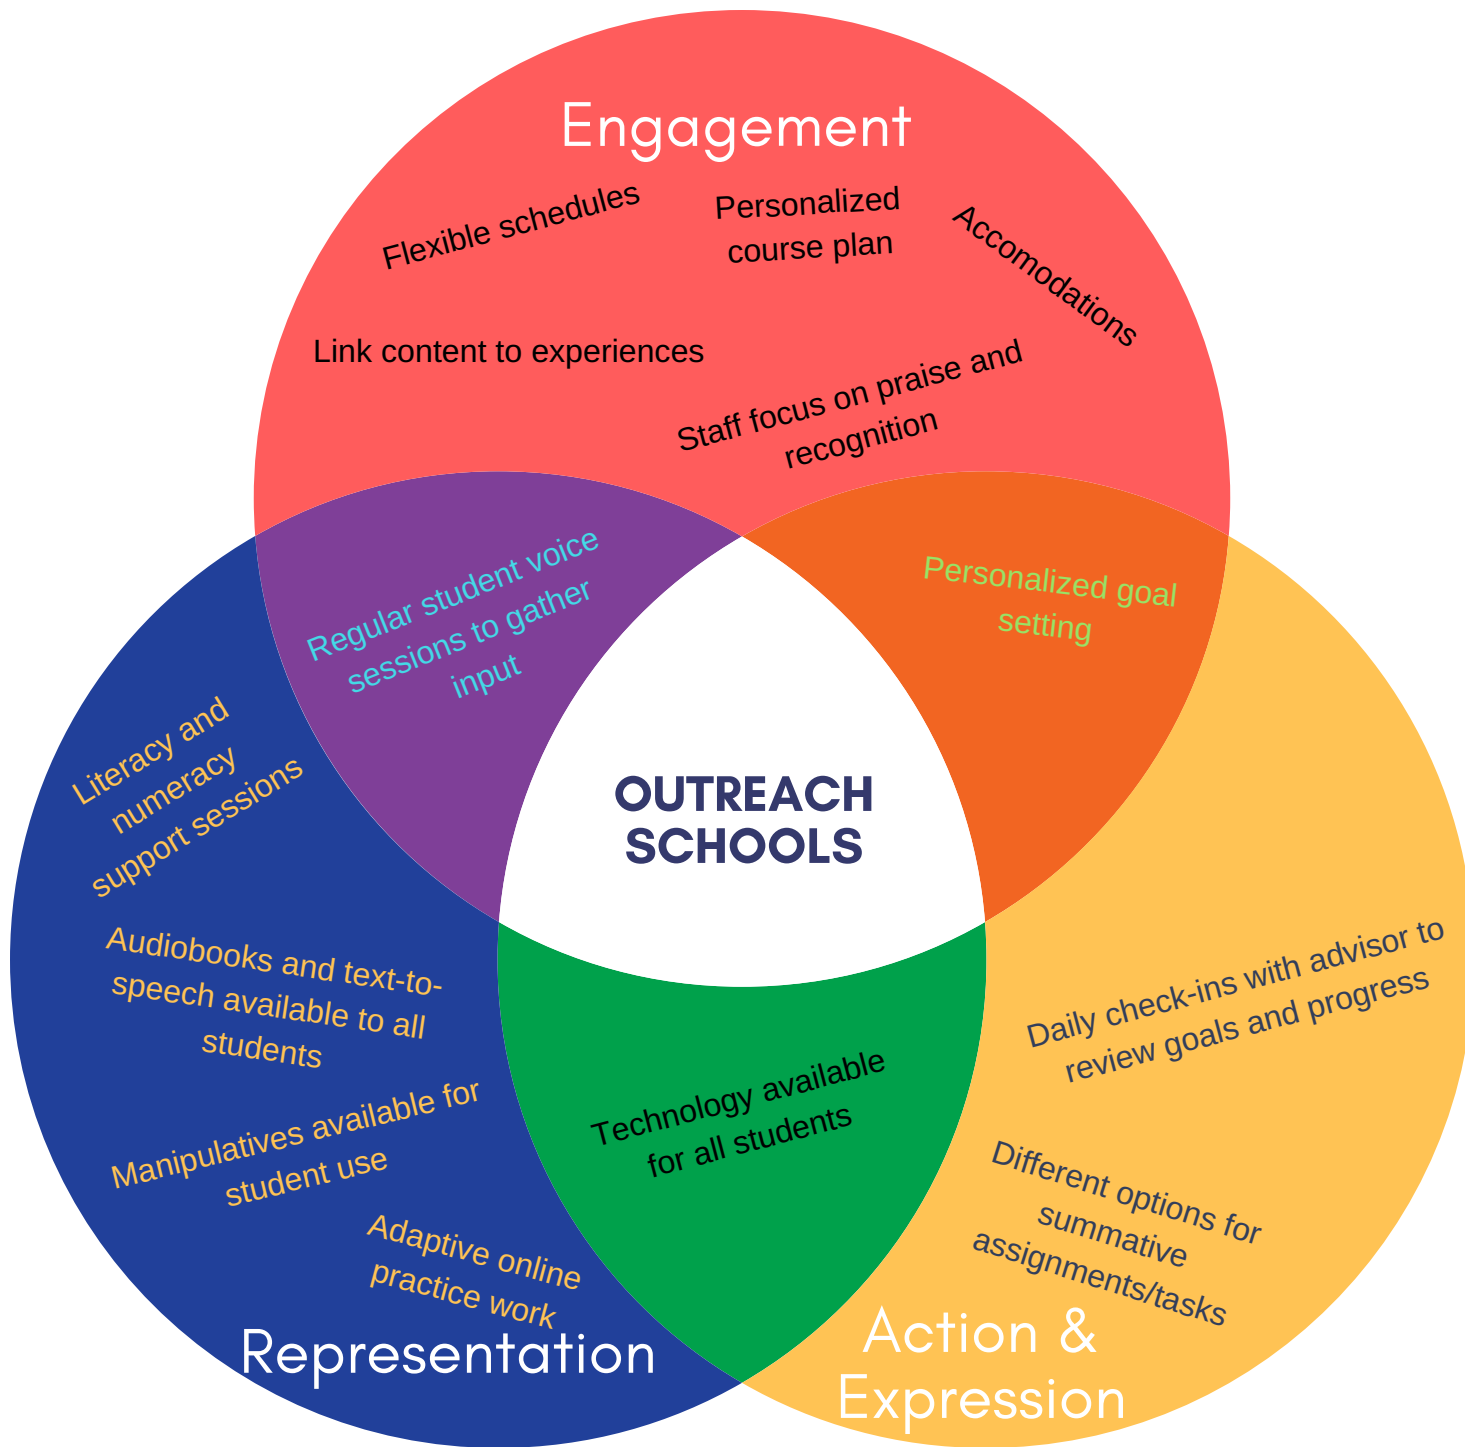 Engagement
Flexible schedules
Personalized
course plan
Accomodations
Link content to experiences
Staff focus on praise and
recognition
Regular student voice
sessions to gather
input
Personalized goal
setting
Literacy and
numeracy
support sessions
OUTREACH
SCHOOLS
Audiobooks and text-to-
speech available to all
students
Daily check-ins with advisor to
review goals and progress
Manipulatives available for
student use
Technology available
for all students
Different options for
summative
assignments/tasks
Adaptive online
practice work
Representation
Action &
Expression